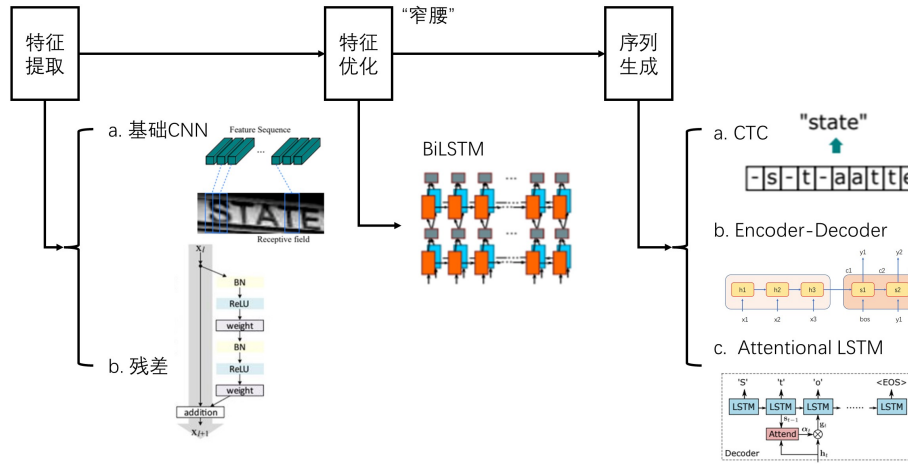 “窄腰”
特征
提取
特征
优化
序列
生成
a. 基础CNN
Feature Sequence
...
STATE
Receptive field
x_l
BN
ReLU
weight
BN
ReLU
weight
addition
x_{l+1}
b. 残差
BiLSTM
a. CTC
"state"
-s-t-aatte
b. Encoder-Decoder
y1 y2
c1 c2
h1 h2 h3 s1 s2
x1 x2 x3 bos y1
c. Attentional LSTM
'S' 't' 'o' <EOS>
LSTM LSTM LSTM ...... LSTM
s_{t-1} g_t
Attend α_t
Decoder h_t